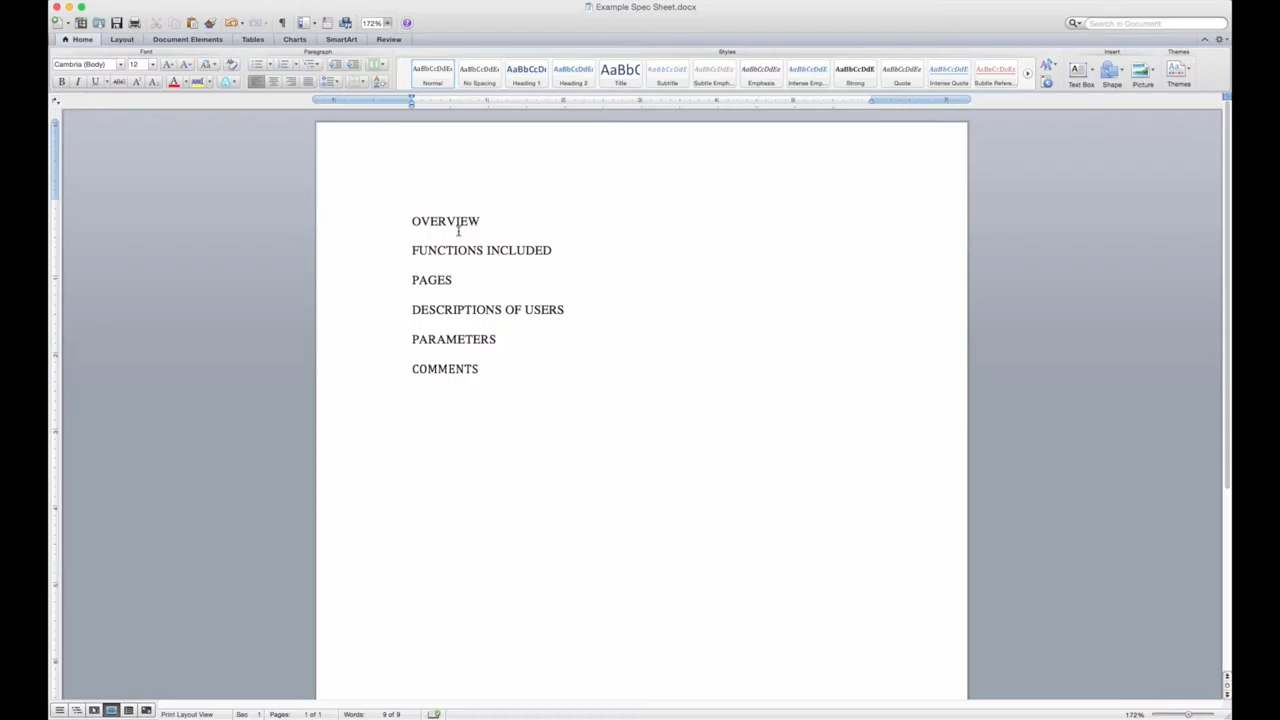 Example Spec Sheet.docx
172%
Search in Document
Home Layout Document Elements Tables Charts SmartArt Review
Font Paragraph Styles Insert Themes
Cambria (Body) 12
AaBbCcDdEe AaBbCcDdEe AaBbCcDc AaBbCcDdEe AaBbC AaBbCcDdE AaBbCcDdEe AaBbCcDdEe AaBbCcDdEe AaBbCcDdE AaBbCcDdEe AaBbCcDdEe AaBbCcDdEe
Normal No Spacing Heading 1 Heading 2 Title Subtitle Subtle Emph... Emphasis Intense Emp... Strong Quote Intense Quote Subtle Refere... Text Box Shape Picture Themes
OVERVIEW
FUNCTIONS INCLUDED
PAGES
DESCRIPTIONS OF USERS
PARAMETERS
COMMENTS
Print Layout View Sec 1 Pages: 1 of 1 Words: 9 of 9 172%